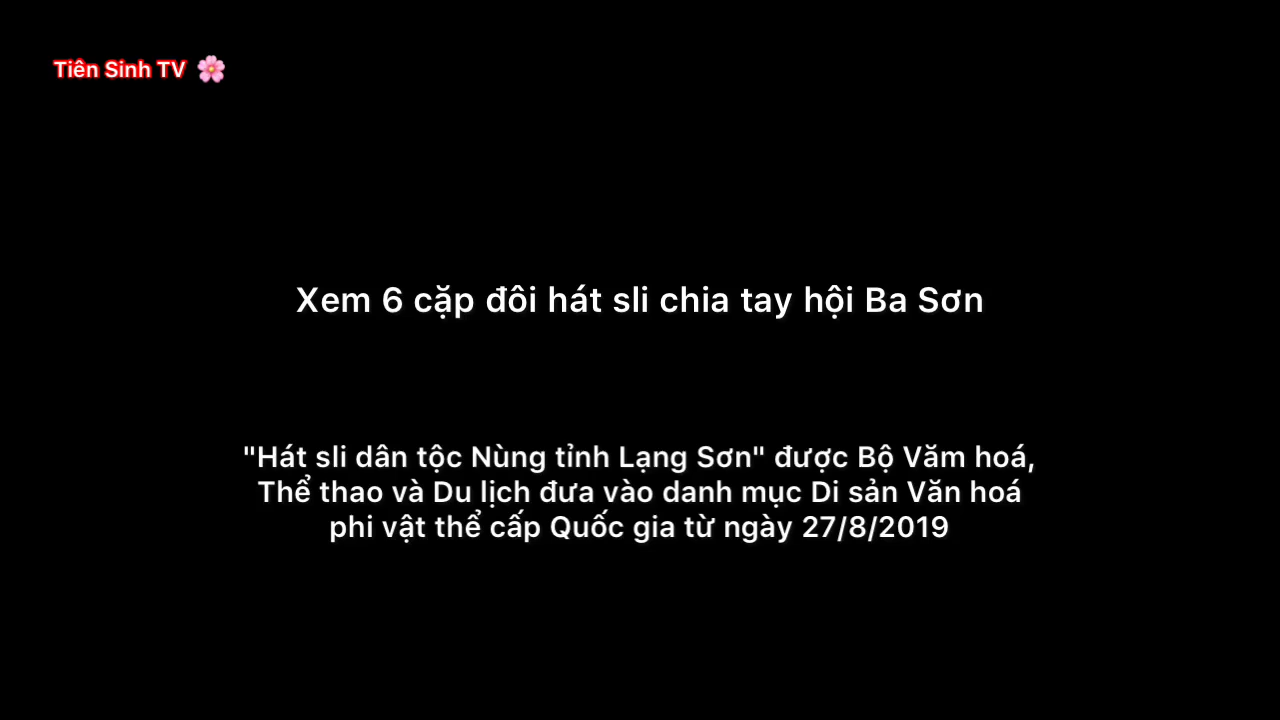 Tiên Sinh TV 🌸
Xem 6 cặp đôi hát sli chia tay hội Ba Sơn
"Hát sli dân tộc Nùng tỉnh Lạng Sơn" được Bộ Văm hoá,
Thể thao và Du lịch đưa vào danh mục Di sản Văn hoá
phi vật thể cấp Quốc gia từ ngày 27/8/2019